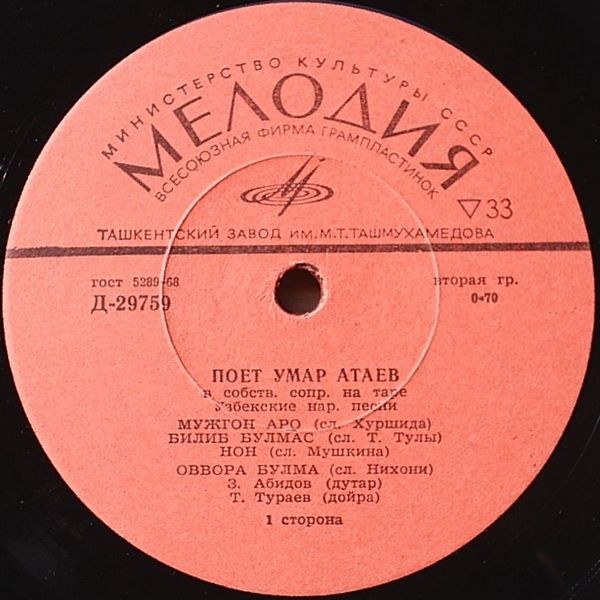 МИНИСТЕРСТВО КУЛЬТУРЫ СССР
МЕЛОДИЯ
ВСЕСОЮЗНАЯ ФИРМА ГРАМПЛАСТИНОК
▽33
ТАШКЕНТСКИЙ ЗАВОД ИМ. М.Т. ТАШМУХАМЕДОВА
гост 5289-68
вторая гр.
Д-29759
0-70
ПОЕТ УМАР АТАЕВ
в собств. сопр. на таре
Узбекские нар. песни
МУЖГОН АРО (сл. Хуршида)
БИЛИБ БУЛМАС (сл. Т. Тулы)
НОН (сл. Мушкина)
ОВВОРА БУЛМА (сл. Нихони)
З. Абидов (дутар)
Т. Тураев (дойра)
1 сторона